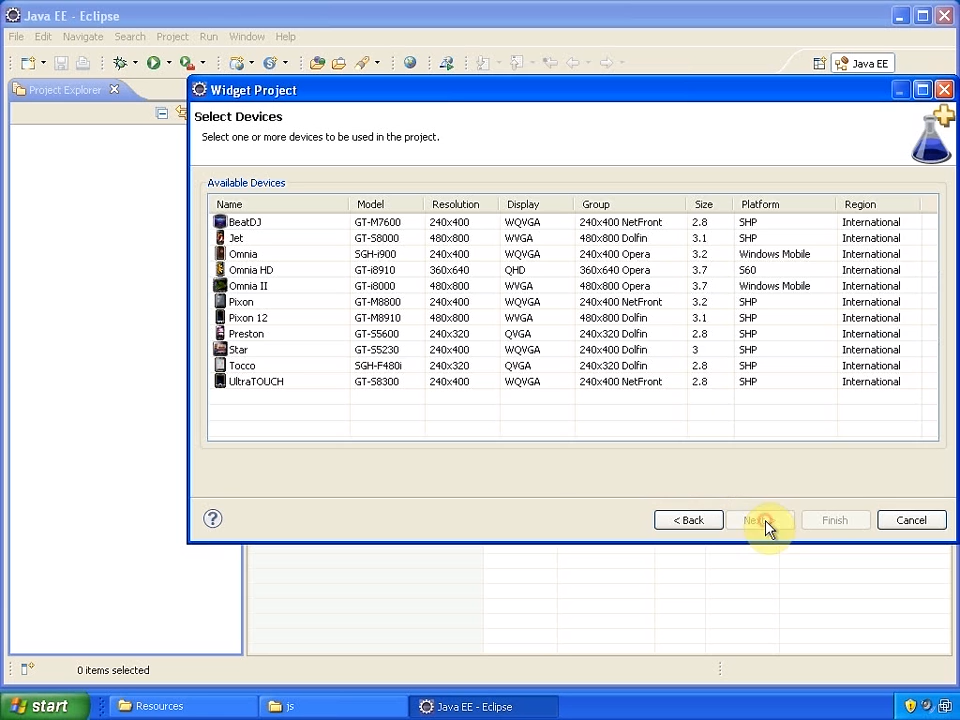 Java EE - Eclipse
File Edit Navigate Search Project Run Window Help
Java EE
Project Explorer
Widget Project
Select Devices
Select one or more devices to be used in the project.
Available Devices
Name Model Resolution Display Group Size Platform Region
BeatDJ GT-M7600 240x400 WQVGA 240x400 NetFront 2.8 SHP International
Jet GT-S8000 480x800 WVGA 480x800 Dolfin 3.1 SHP International
Omnia SGH-i900 240x400 WQVGA 240x400 Opera 3.2 Windows Mobile International
Omnia HD GT-i8910 360x640 QHD 360x640 Opera 3.7 S60 International
Omnia II GT-i8000 480x800 WVGA 480x800 Opera 3.7 Windows Mobile International
Pixon GT-M8800 240x400 WQVGA 240x400 NetFront 3.2 SHP International
Pixon 12 GT-M8910 480x800 WVGA 480x800 Dolfin 3.1 SHP International
Preston GT-S5600 240x320 QVGA 240x320 Dolfin 2.8 SHP International
Star GT-S5230 240x400 WQVGA 240x400 Dolfin 3 SHP International
Tocco SGH-F480i 240x320 QVGA 240x320 Dolfin 2.8 SHP International
UltraTOUCH GT-S8300 240x400 WQVGA 240x400 NetFront 2.8 SHP International
< Back Finish Cancel
0 items selected
start Resources js Java EE - Eclipse